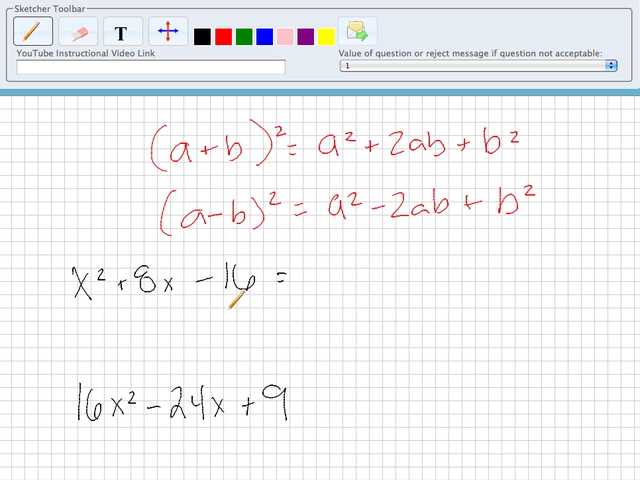 Sketcher Toolbar
T
YouTube Instructional Video Link
Value of question or reject message if question not acceptable:
1
(a+b)² = a² + 2ab + b²
(a-b)² = a² - 2ab + b²
x² + 8x - 16 =
16x² - 24x + 9